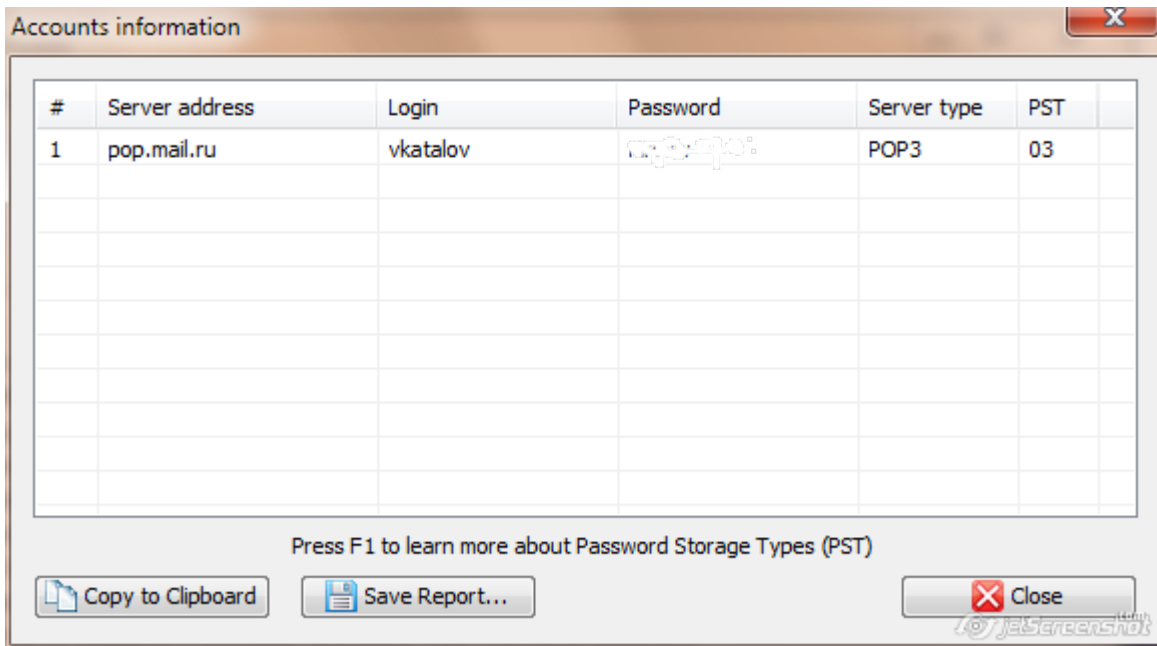 Accounts information
# Server address Login Password Server type PST
1 pop.mail.ru vkatalov POP3 03
Press F1 to learn more about Password Storage Types (PST)
Copy to Clipboard Save Report... Close
jetScreenshot